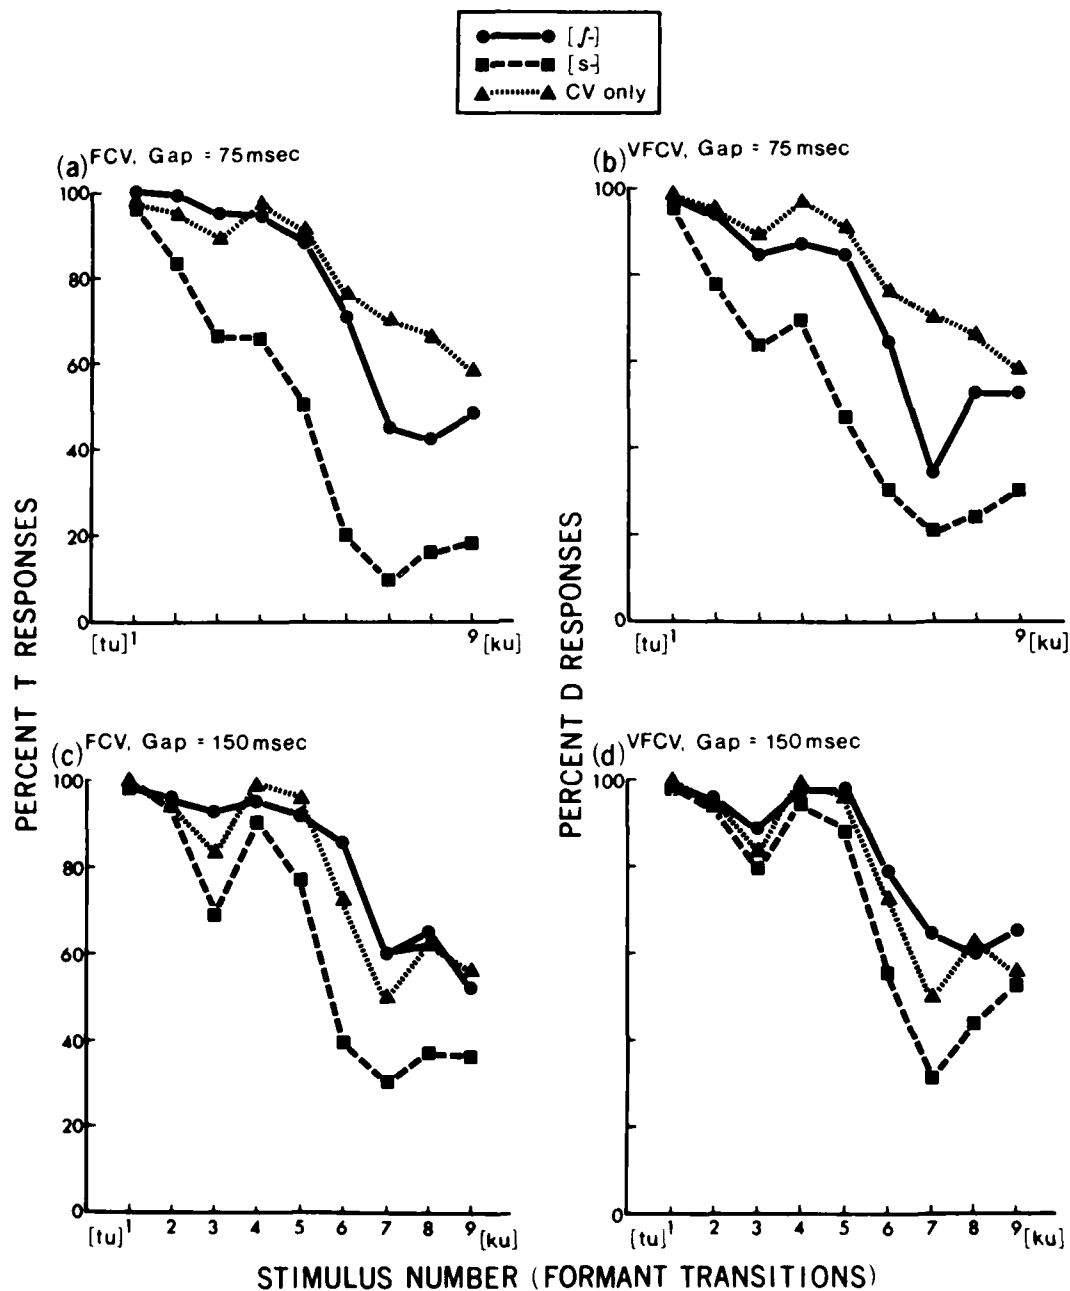 [ʃ-]
[s-]
CV only
(a) FCV, Gap = 75 msec
100
80
60
40
20
0
[tu] 1
9 [ku]
(b) VFCV, Gap = 75 msec
100
0
[tu] 1
9 [ku]
PERCENT T RESPONSES
PERCENT D RESPONSES
(c) FCV, Gap = 150 msec
100
80
60
40
20
0
[tu] 1 2 3 4 5 6 7 8 9 [ku]
(d) VFCV, Gap = 150 msec
100
0
[tu] 1 2 3 4 5 6 7 8 9 [ku]
STIMULUS NUMBER (FORMANT TRANSITIONS)